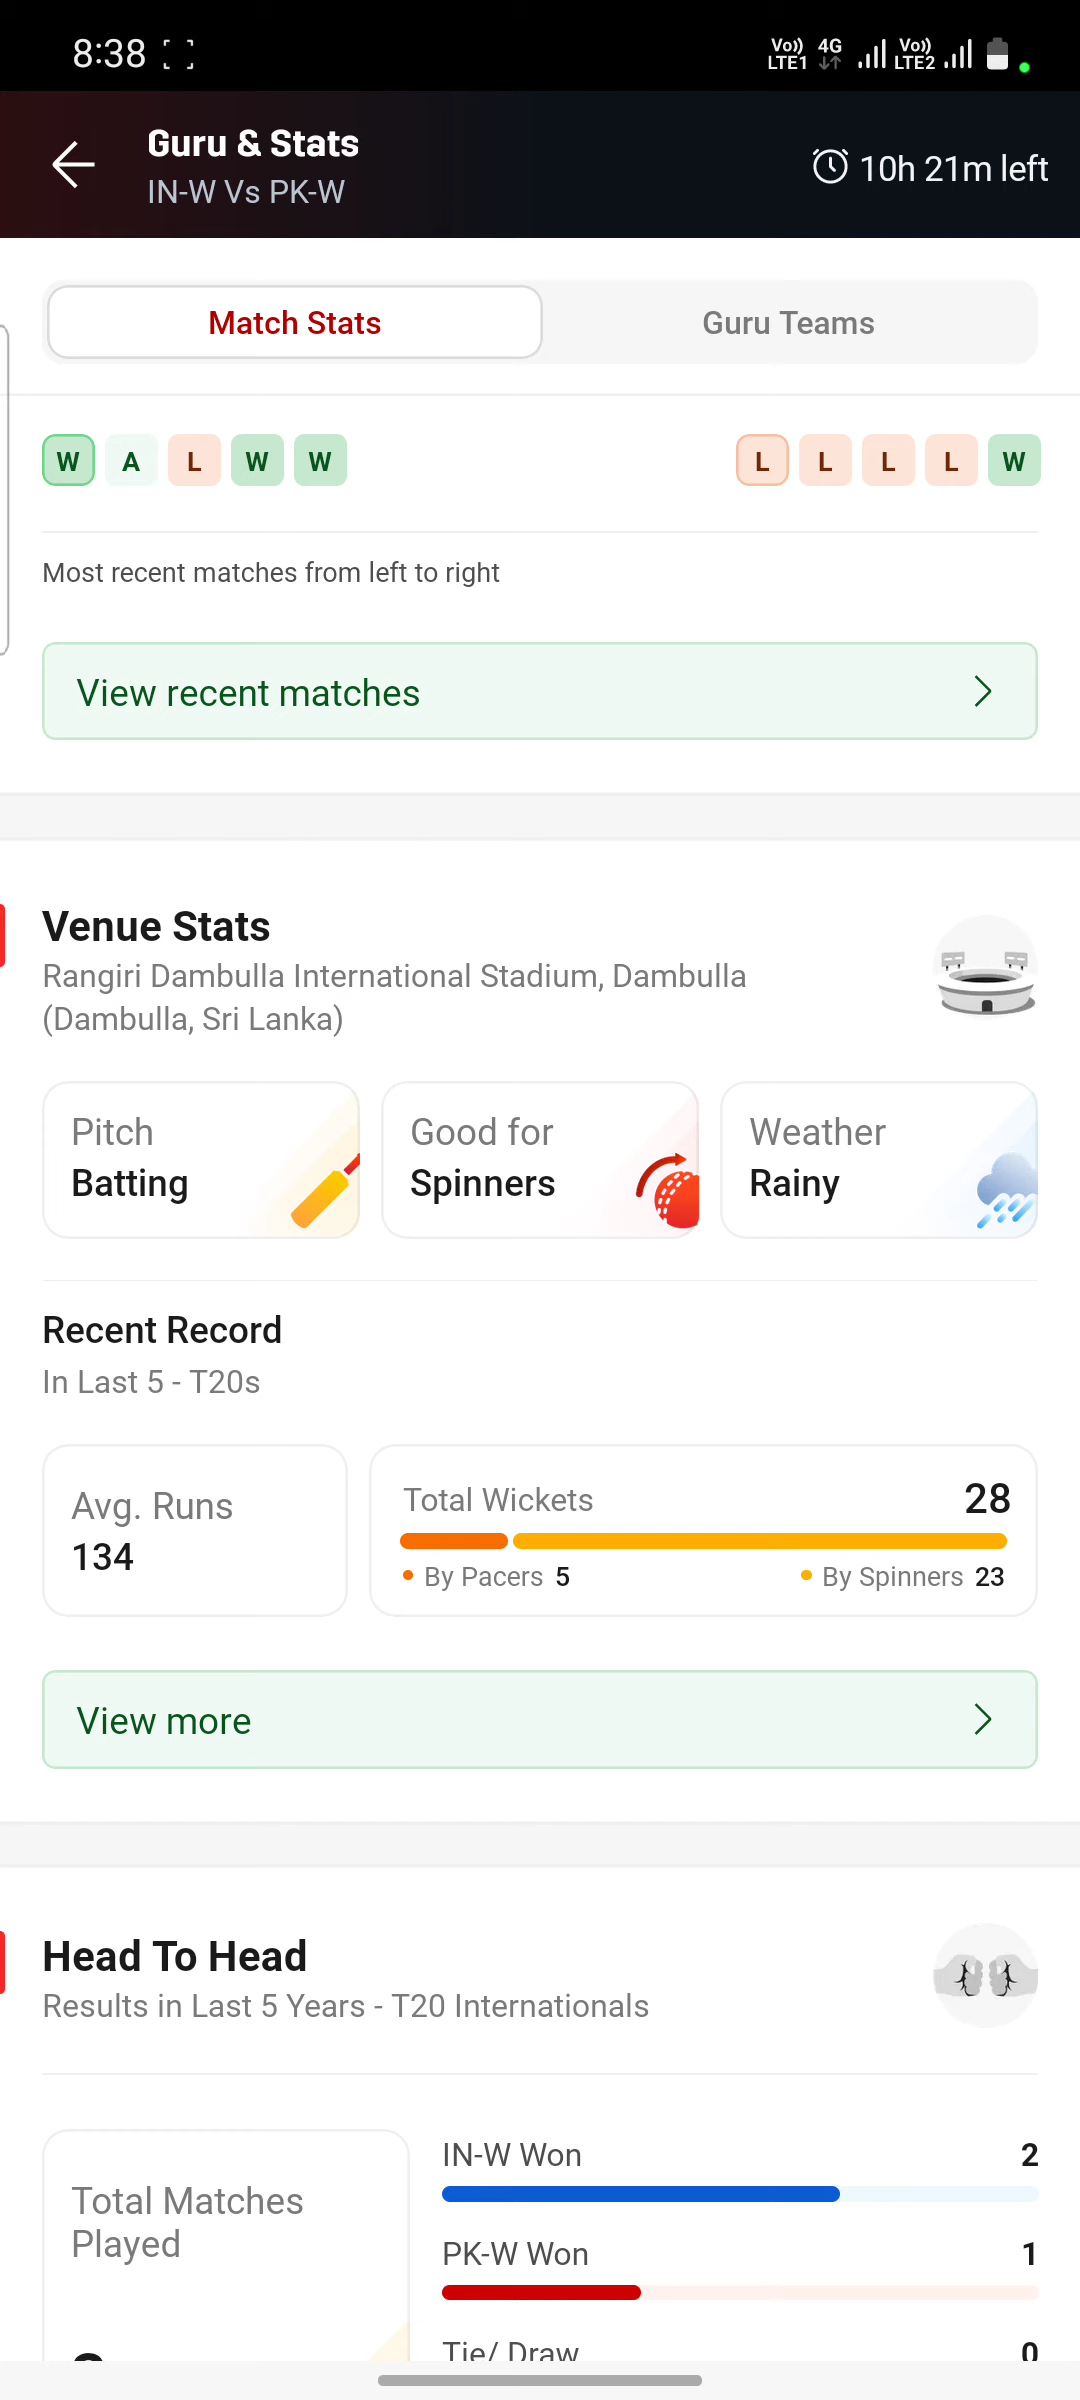 8:38
Vo)) LTE1 4G Vo)) LTE2
Guru & Stats
IN-W Vs PK-W
10h 21m left
Match Stats
Guru Teams
W A L W W
L L L L W
Most recent matches from left to right
View recent matches
Venue Stats
Rangiri Dambulla International Stadium, Dambulla
(Dambulla, Sri Lanka)
Pitch
Batting
Good for
Spinners
Weather
Rainy
Recent Record
In Last 5 - T20s
Avg. Runs
134
Total Wickets 28
By Pacers 5
By Spinners 23
View more
Head To Head
Results in Last 5 Years - T20 Internationals
Total Matches
Played
IN-W Won 2
PK-W Won 1
Tie/ Draw 0